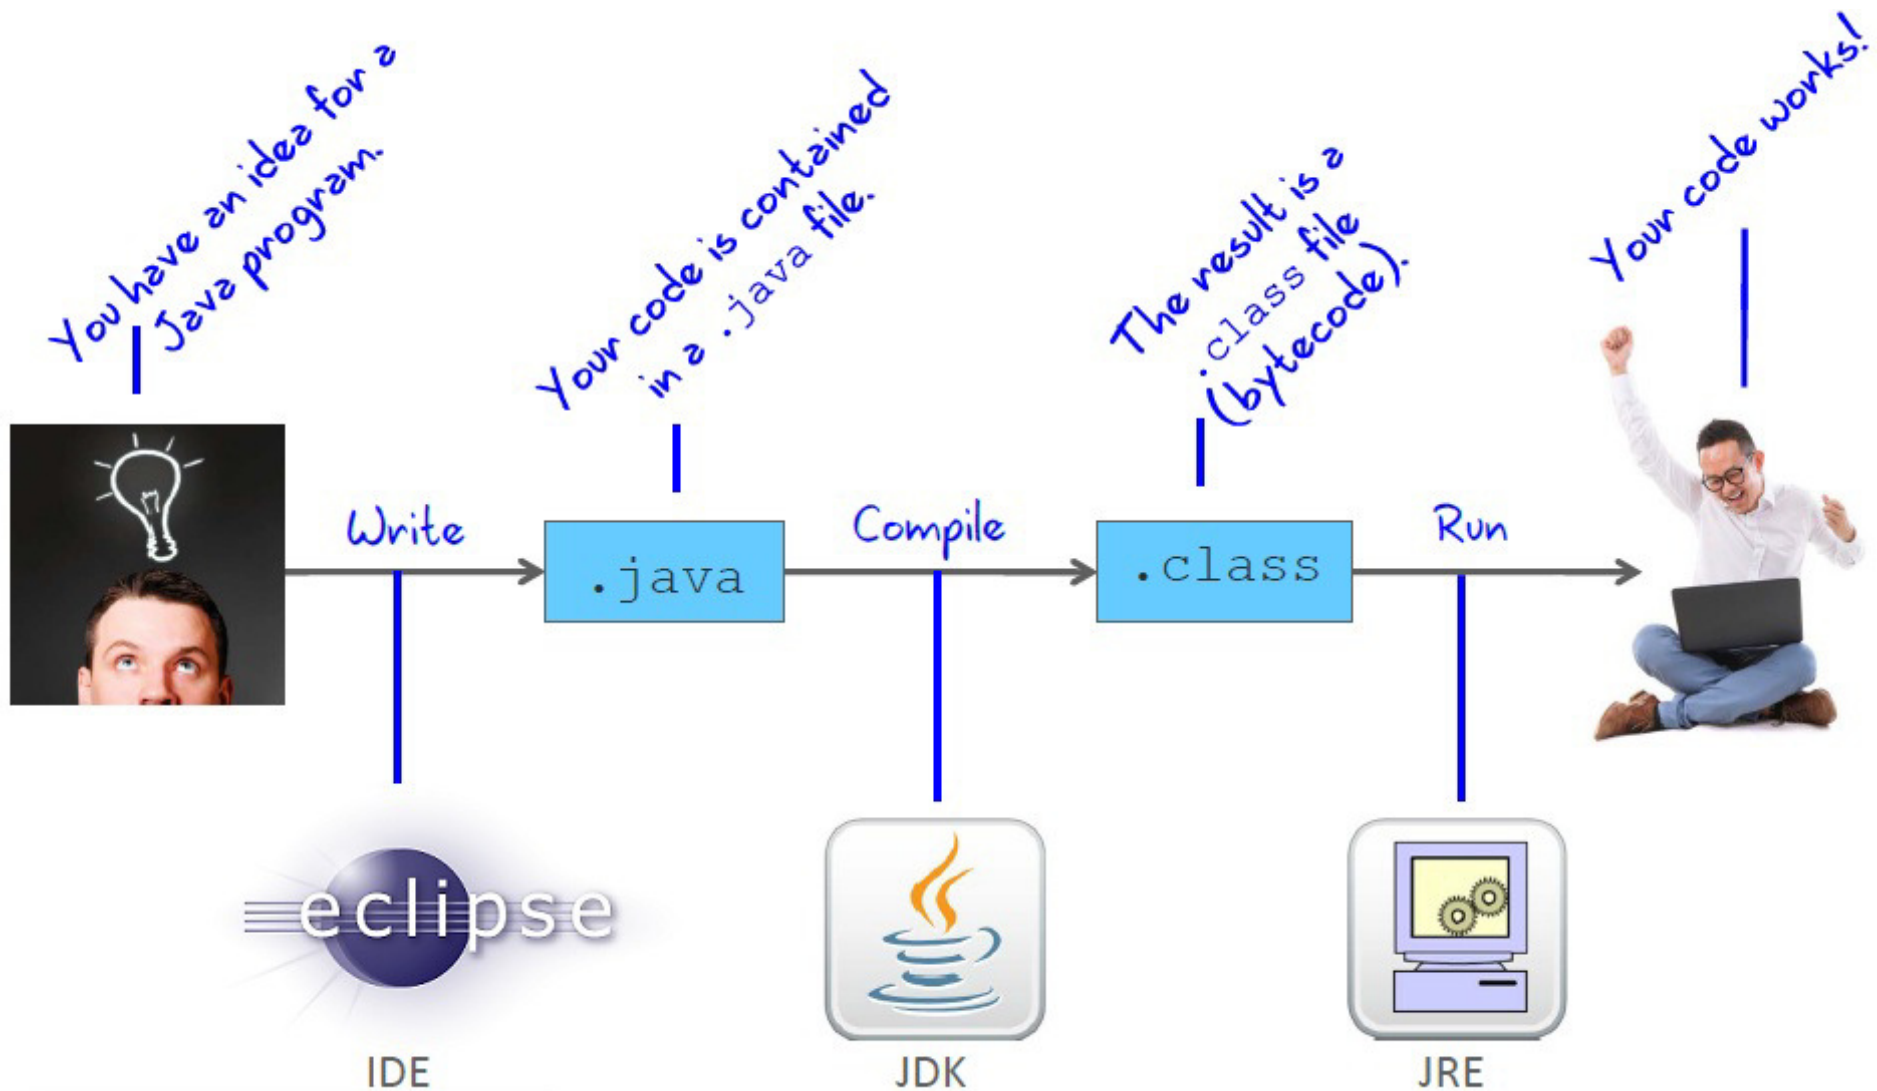 You have an idea for a
Java program.
Your code is contained
in a .java file.
The result is a
.class file
(bytecode).
Your code works!
Write
.java
Compile
.class
Run
eclipse
IDE
JDK
JRE